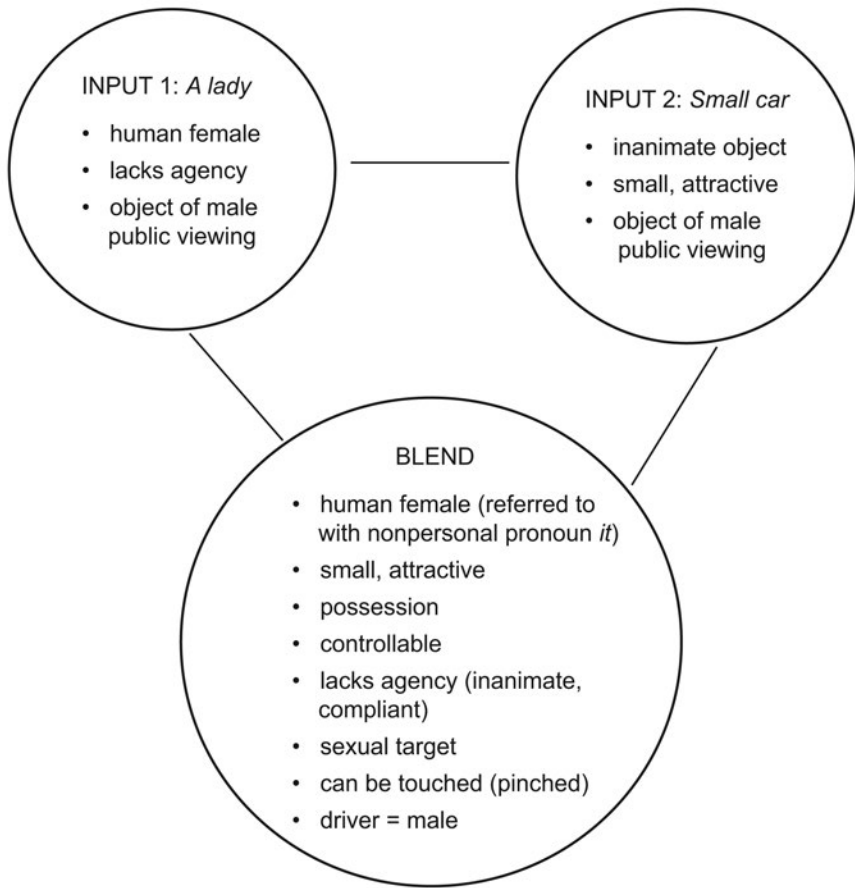 INPUT 1: A lady
• human female
• lacks agency
• object of male
public viewing
INPUT 2: Small car
• inanimate object
• small, attractive
• object of male
public viewing
BLEND
• human female (referred to
with nonpersonal pronoun it)
• small, attractive
• possession
• controllable
• lacks agency (inanimate,
compliant)
• sexual target
• can be touched (pinched)
• driver = male